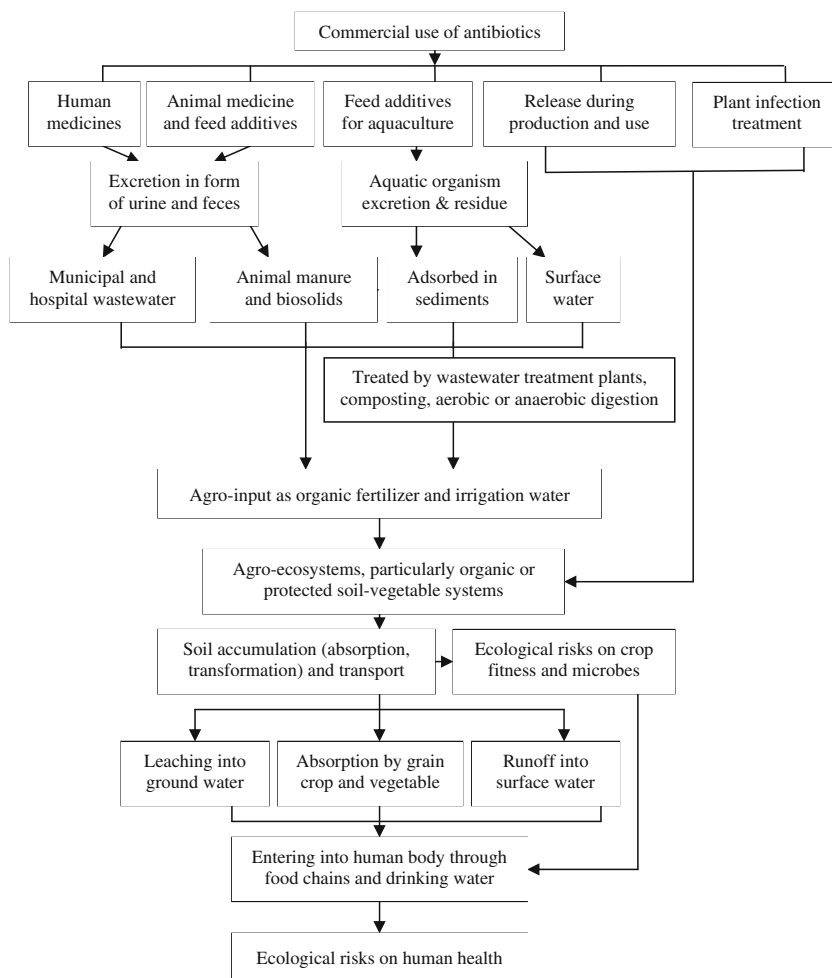 Commercial use of antibiotics
Human
medicines
Animal medicine
and feed additives
Feed additives
for aquaculture
Release during
production and use
Plant infection
treatment
Excretion in form
of urine and feces
Aquatic organism
excretion & residue
Municipal and
hospital wastewater
Animal manure
and biosolids
Adsorbed in
sediments
Surface
water
Treated by wastewater treatment plants,
composting, aerobic or anaerobic digestion
Agro-input as organic fertilizer and irrigation water
Agro-ecosystems, particularly organic or
protected soil-vegetable systems
Soil accumulation (absorption,
transformation) and transport
Ecological risks on crop
fitness and microbes
Leaching into
ground water
Absorption by grain
crop and vegetable
Runoff into
surface water
Entering into human body through
food chains and drinking water
Ecological risks on human health